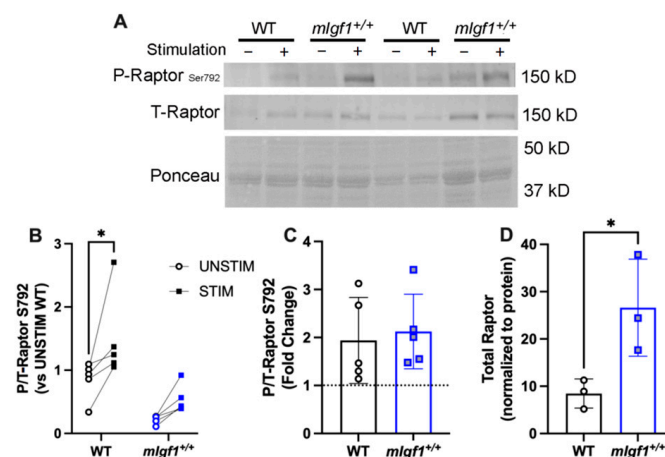 A
WT mIgf1+/+ WT mIgf1+/+
Stimulation − + − + − + − +
P-Raptor Ser792 150 kD
T-Raptor 150 kD
50 kD
Ponceau
37 kD
B
P/T-Raptor S792
(vs UNSTIM WT)
3
2
1
0
*
UNSTIM
STIM
WT mIgf1+/+
C
P/T-Raptor S792
(Fold Change)
4
3
2
1
0
WT mIgf1+/+
D
Total Raptor
(normalized to protein)
40
30
20
10
0
*
WT mIgf1+/+